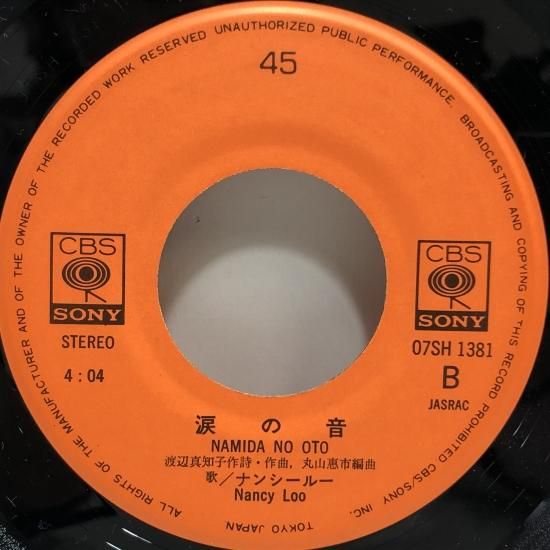 ALL RIGHTS OF THE MANUFACTURER AND OF THE OWNER OF THE RECORDED WORK RESERVED UNAUTHORIZED PUBLIC PERFORMANCE, BROADCASTING AND COPYING OF THIS RECORD PROHIBITED CBS/SONY INC.
TOKYO JAPAN
45
CBS
SONY
STEREO
4:04
CBS
SONY
07SH 1381
B
JASRAC
涙の音
NAMIDA NO OTO
渡辺真知子作詩・作曲,丸山恵市編曲
歌/ナンシールー
Nancy Loo